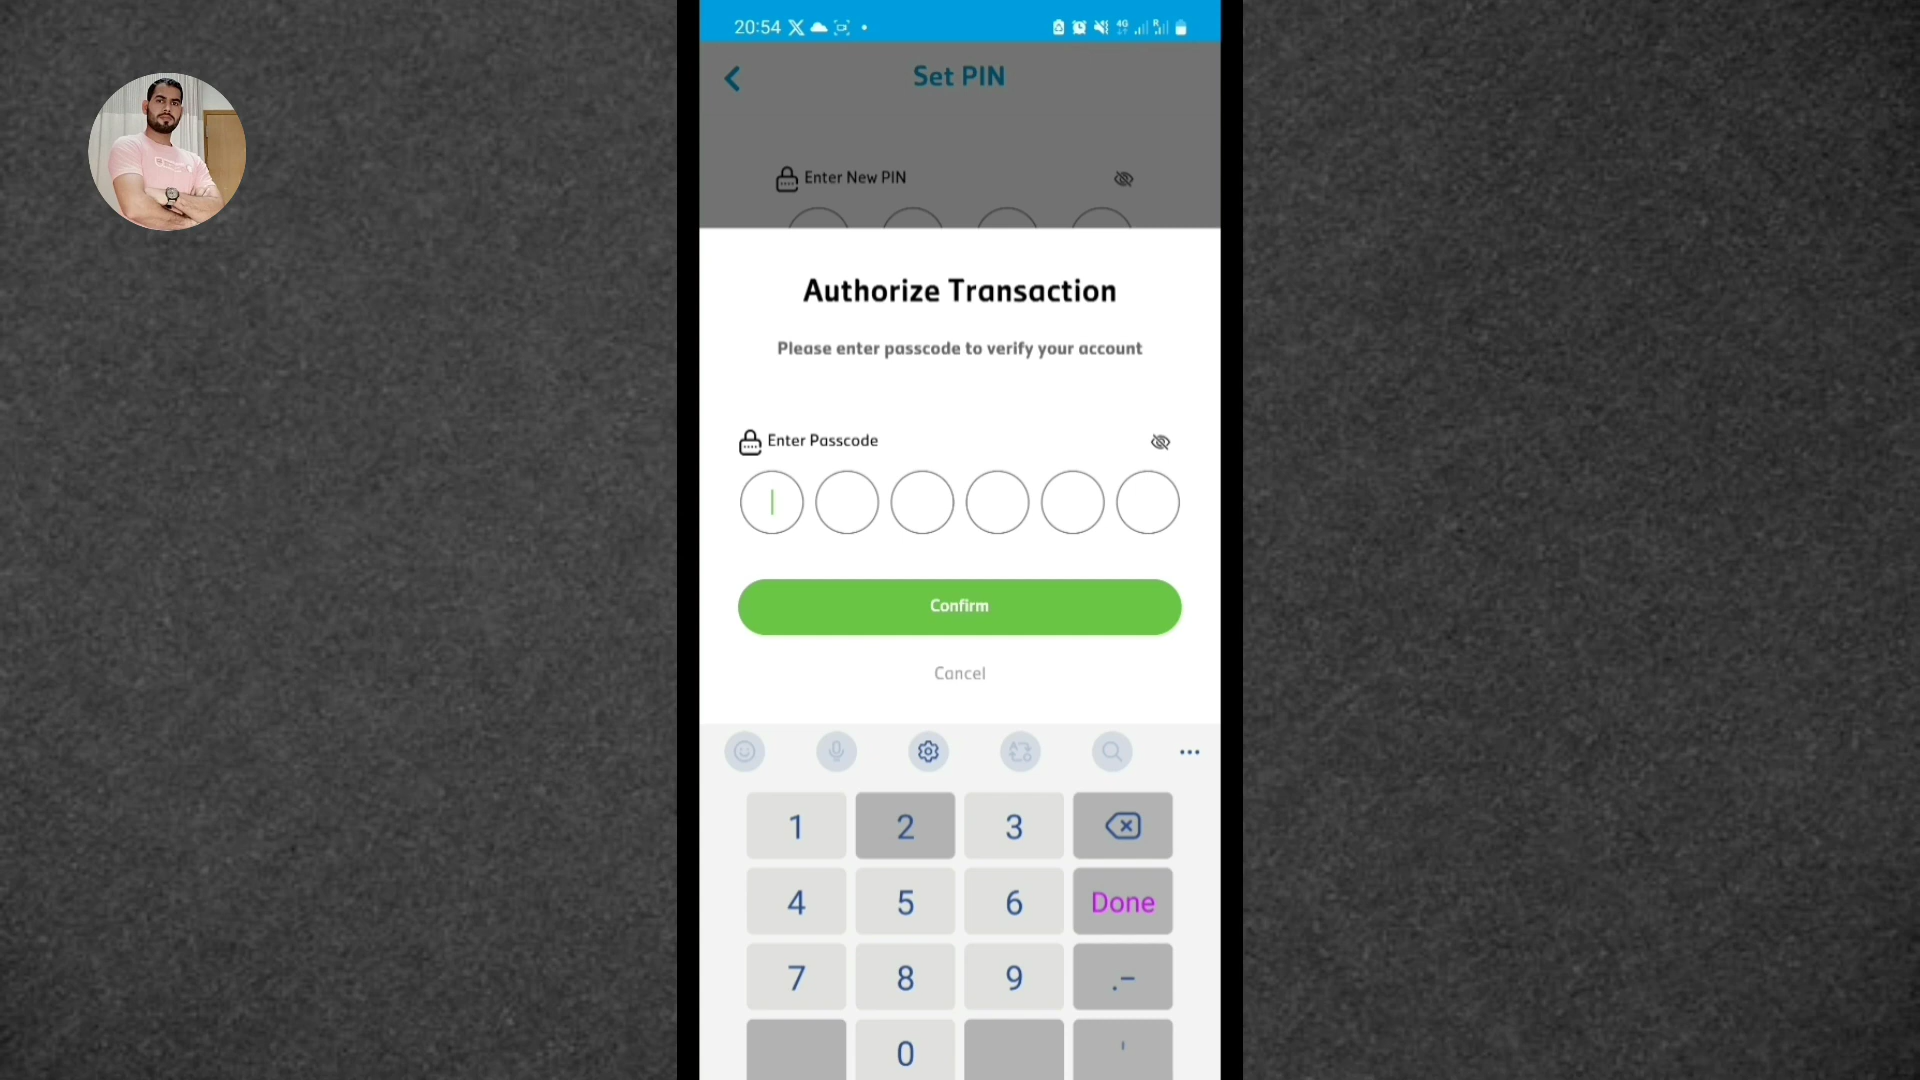 20:54
4G
R
Set PIN
Enter New PIN
Authorize Transaction
Please enter passcode to verify your account
Enter Passcode
Confirm
Cancel
1 2 3
4 5 6 Done
7 8 9 .–
0 '